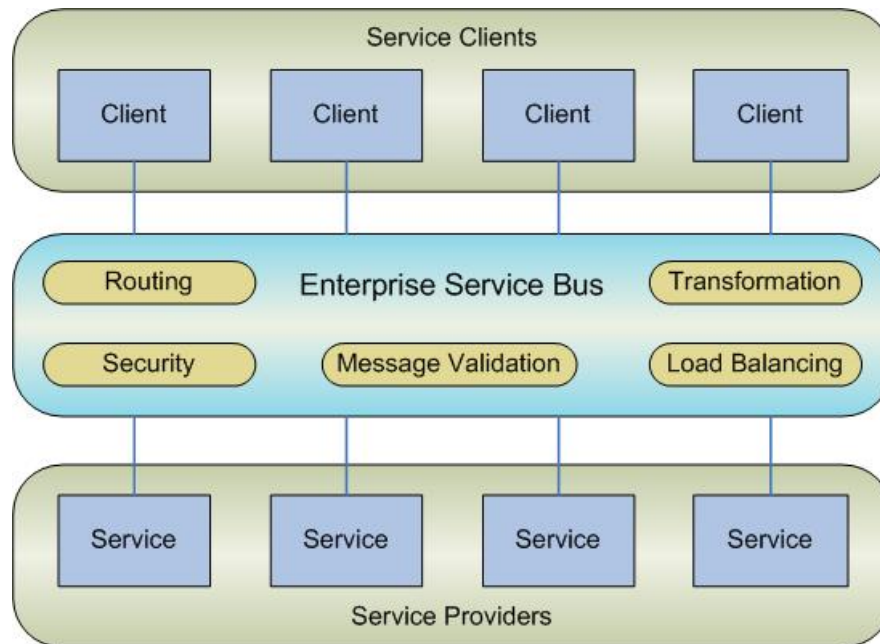 Service Clients
Client Client Client Client
Routing Enterprise Service Bus Transformation
Security Message Validation Load Balancing
Service Service Service Service
Service Providers